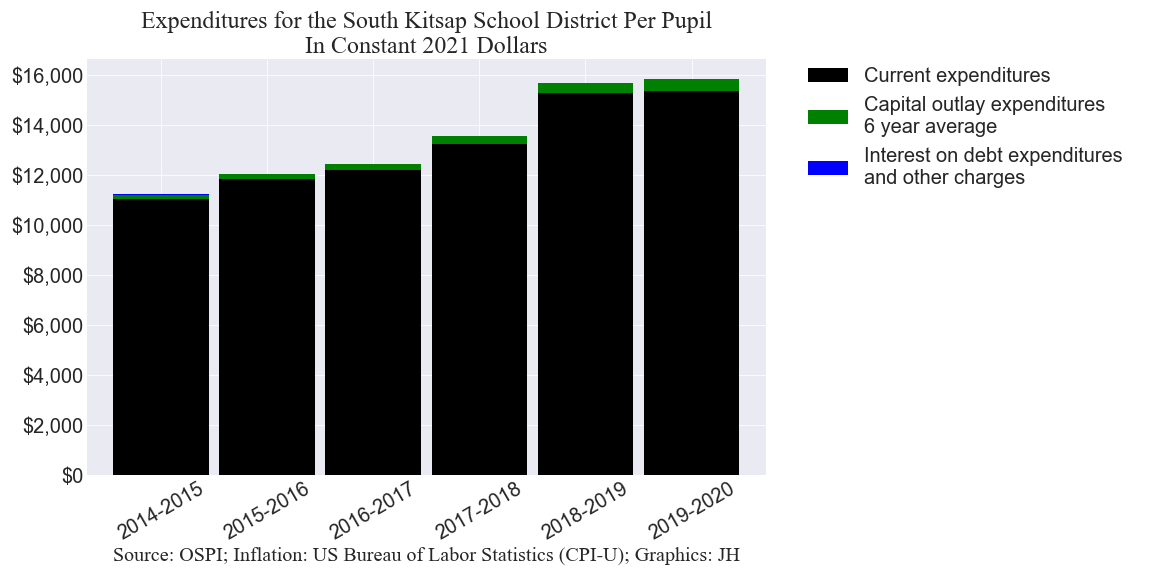 Expenditures for the South Kitsap School District Per Pupil
In Constant 2021 Dollars
$16,000
$14,000
$12,000
$10,000
$8,000
$6,000
$4,000
$2,000
$0
2014-2015
2015-2016
2016-2017
2017-2018
2018-2019
2019-2020
Current expenditures
Capital outlay expenditures
6 year average
Interest on debt expenditures
and other charges
Source: OSPI; Inflation: US Bureau of Labor Statistics (CPI-U); Graphics: JH